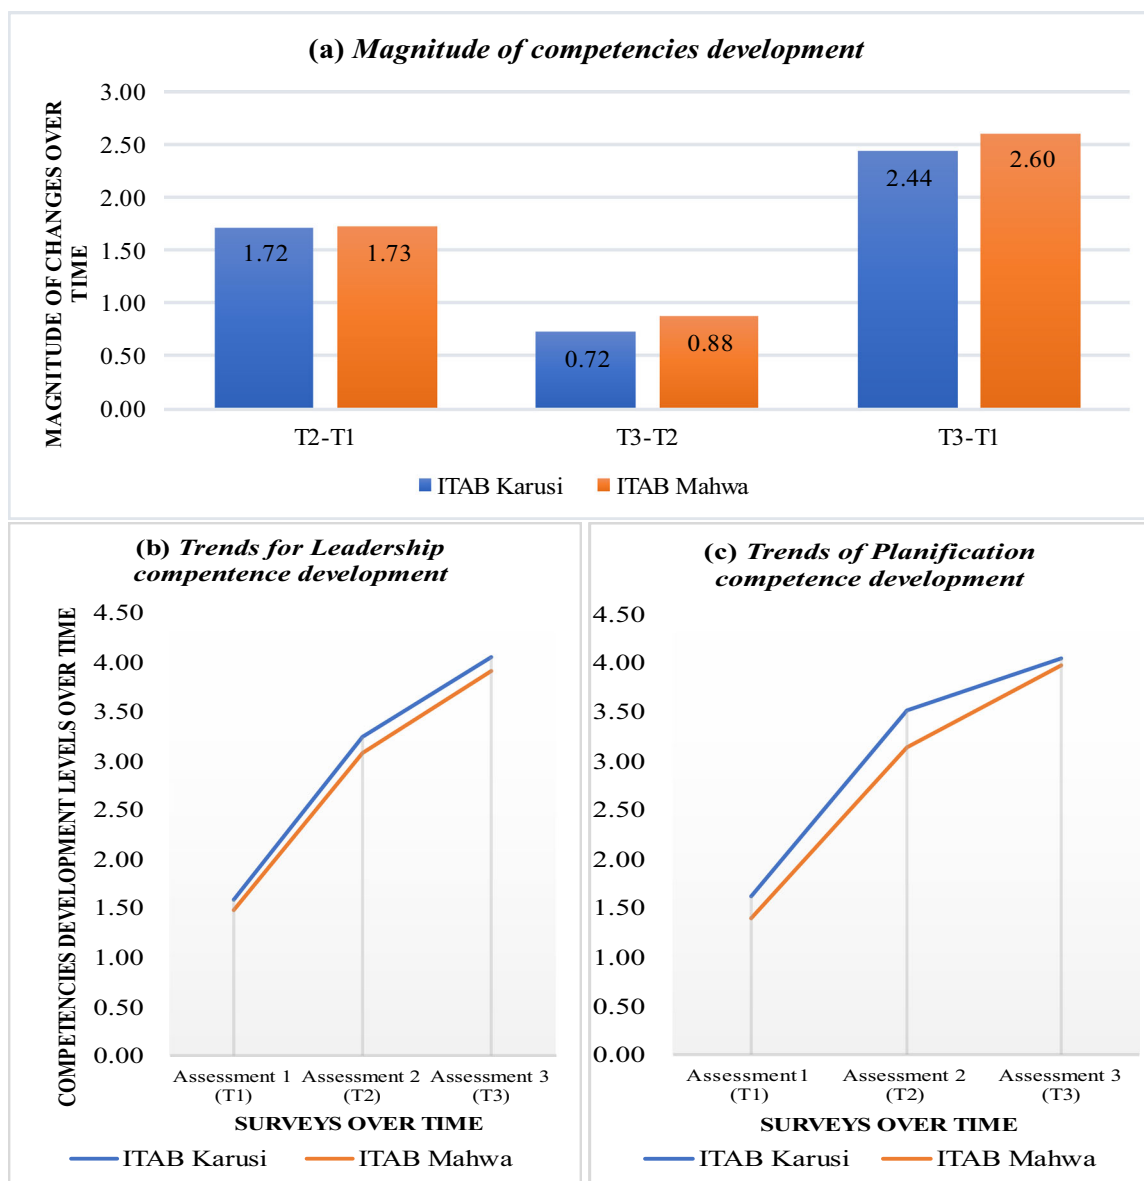 (a) Magnitude of competencies development
MAGNITUDE OF CHANGES OVER
TIME
3.00
2.50
2.00
1.50
1.00
0.50
0.00
1.72
1.73
0.72
0.88
2.44
2.60
T2-T1
T3-T2
T3-T1
ITAB Karusi
ITAB Mahwa
(b) Trends for Leadership
compentence development
COMPETENCIES DEVELOPMENT LEVELS OVER TIME
4.50
4.00
3.50
3.00
2.50
2.00
1.50
1.00
0.50
0.00
Assessment 1
(T1)
Assessment 2
(T2)
Assessment 3
(T3)
SURVEYS OVER TIME
ITAB Karusi
ITAB Mahwa
(c) Trends of Planification
competence development
4.50
4.00
3.50
3.00
2.50
2.00
1.50
1.00
0.50
0.00
Assessment1
(T1)
Assessment 2
(T2)
Assessment 3
(T3)
SURVEYS OVER TIME
ITAB Karusi
ITAB Mahwa